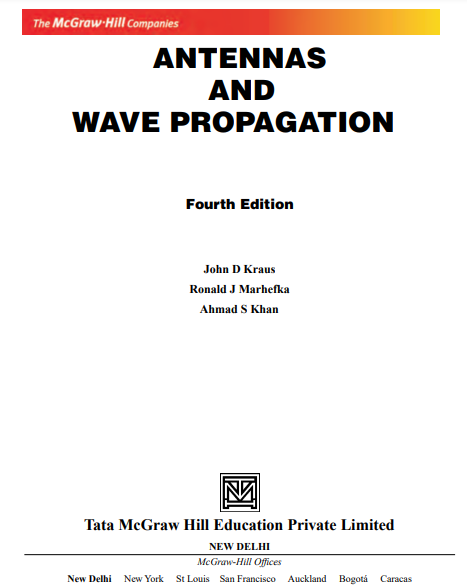 The McGraw·Hill Companies
ANTENNAS
AND
WAVE PROPAGATION
Fourth Edition
John D Kraus
Ronald J Marhefka
Ahmad S Khan
Tata McGraw Hill Education Private Limited
NEW DELHI
McGraw-Hill Offices
New Delhi New York St Louis San Francisco Auckland Bogotá Caracas